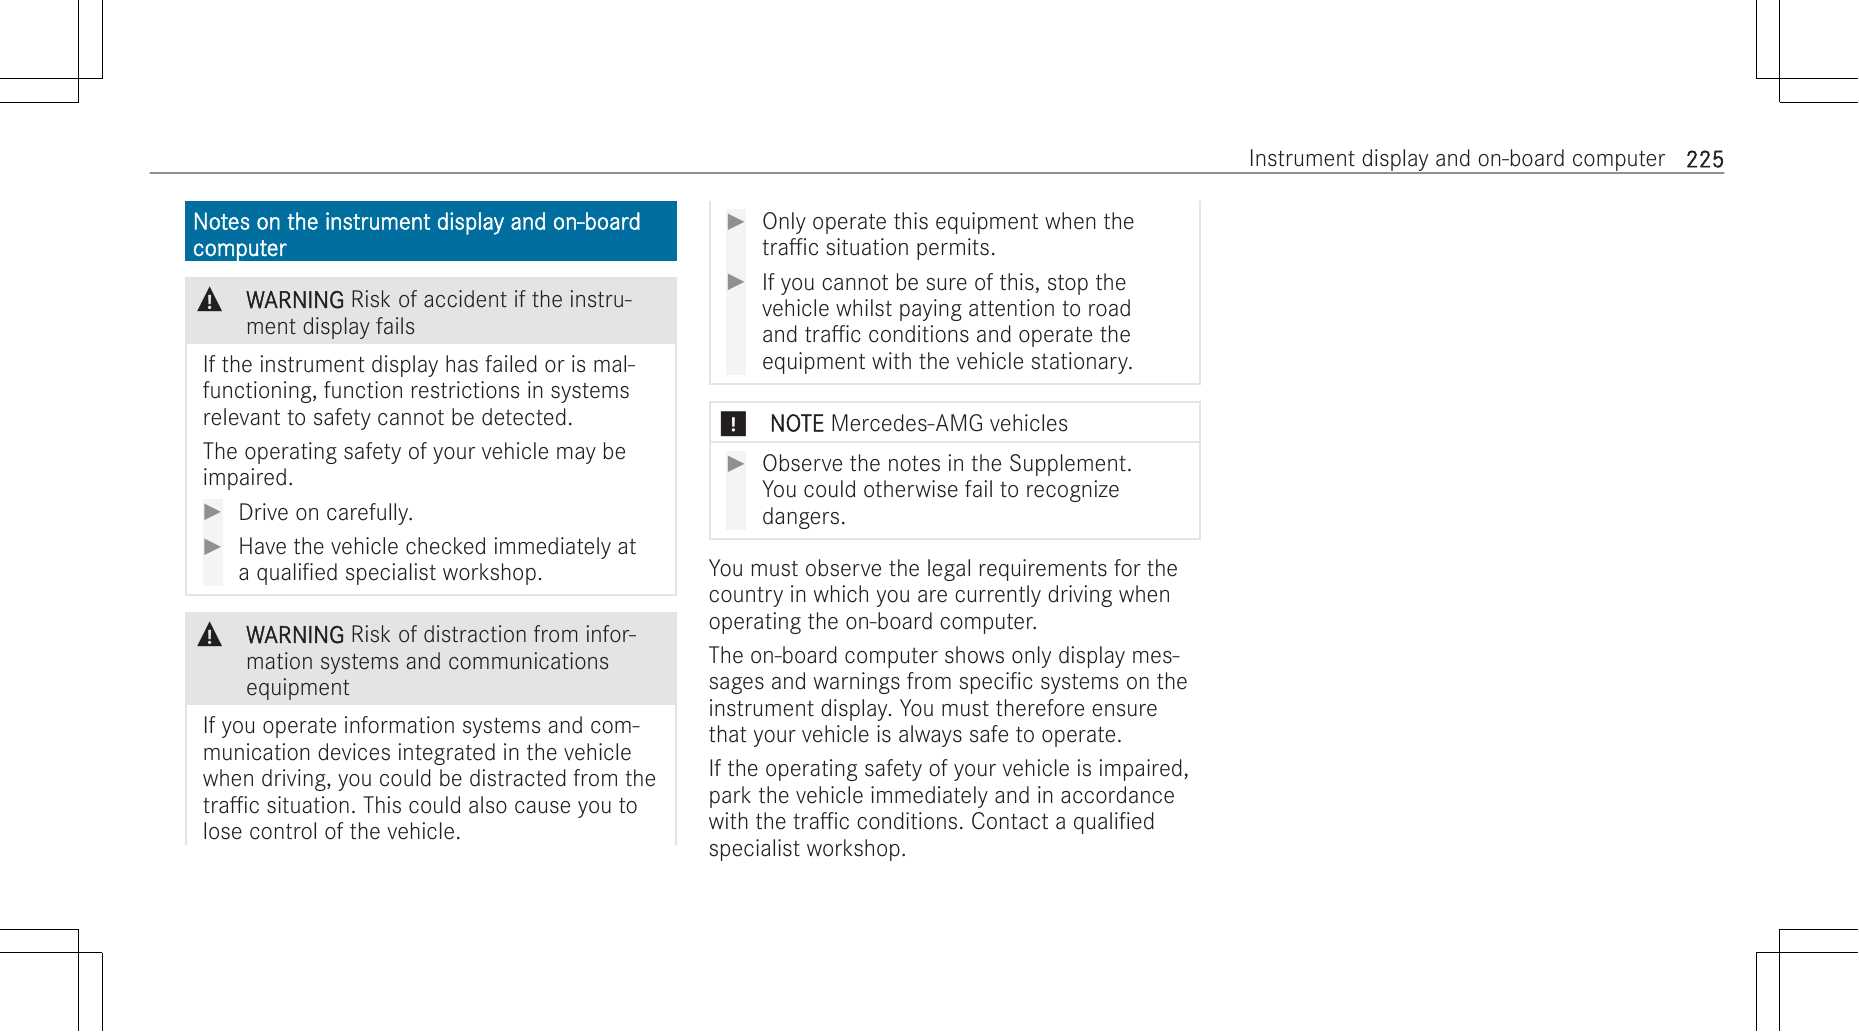 Instrument display and on-board computer 225
Notes on the instrument display and on-board
computer
WARNING Risk of accident if the instru-
ment display fails
If the instrument display has failed or is mal-
functioning, function restrictions in systems
relevant to safety cannot be detected.
The operating safety of your vehicle may be
impaired.
▶ Drive on carefully.
▶ Have the vehicle checked immediately at
a qualified specialist workshop.
WARNING Risk of distraction from infor-
mation systems and communications
equipment
If you operate information systems and com-
munication devices integrated in the vehicle
when driving, you could be distracted from the
traffic situation. This could also cause you to
lose control of the vehicle.
▶ Only operate this equipment when the
traffic situation permits.
▶ If you cannot be sure of this, stop the
vehicle whilst paying attention to road
and traffic conditions and operate the
equipment with the vehicle stationary.
! NOTE Mercedes-AMG vehicles
▶ Observe the notes in the Supplement.
You could otherwise fail to recognize
dangers.
You must observe the legal requirements for the
country in which you are currently driving when
operating the on-board computer.
The on-board computer shows only display mes-
sages and warnings from specific systems on the
instrument display. You must therefore ensure
that your vehicle is always safe to operate.
If the operating safety of your vehicle is impaired,
park the vehicle immediately and in accordance
with the traffic conditions. Contact a qualified
specialist workshop.